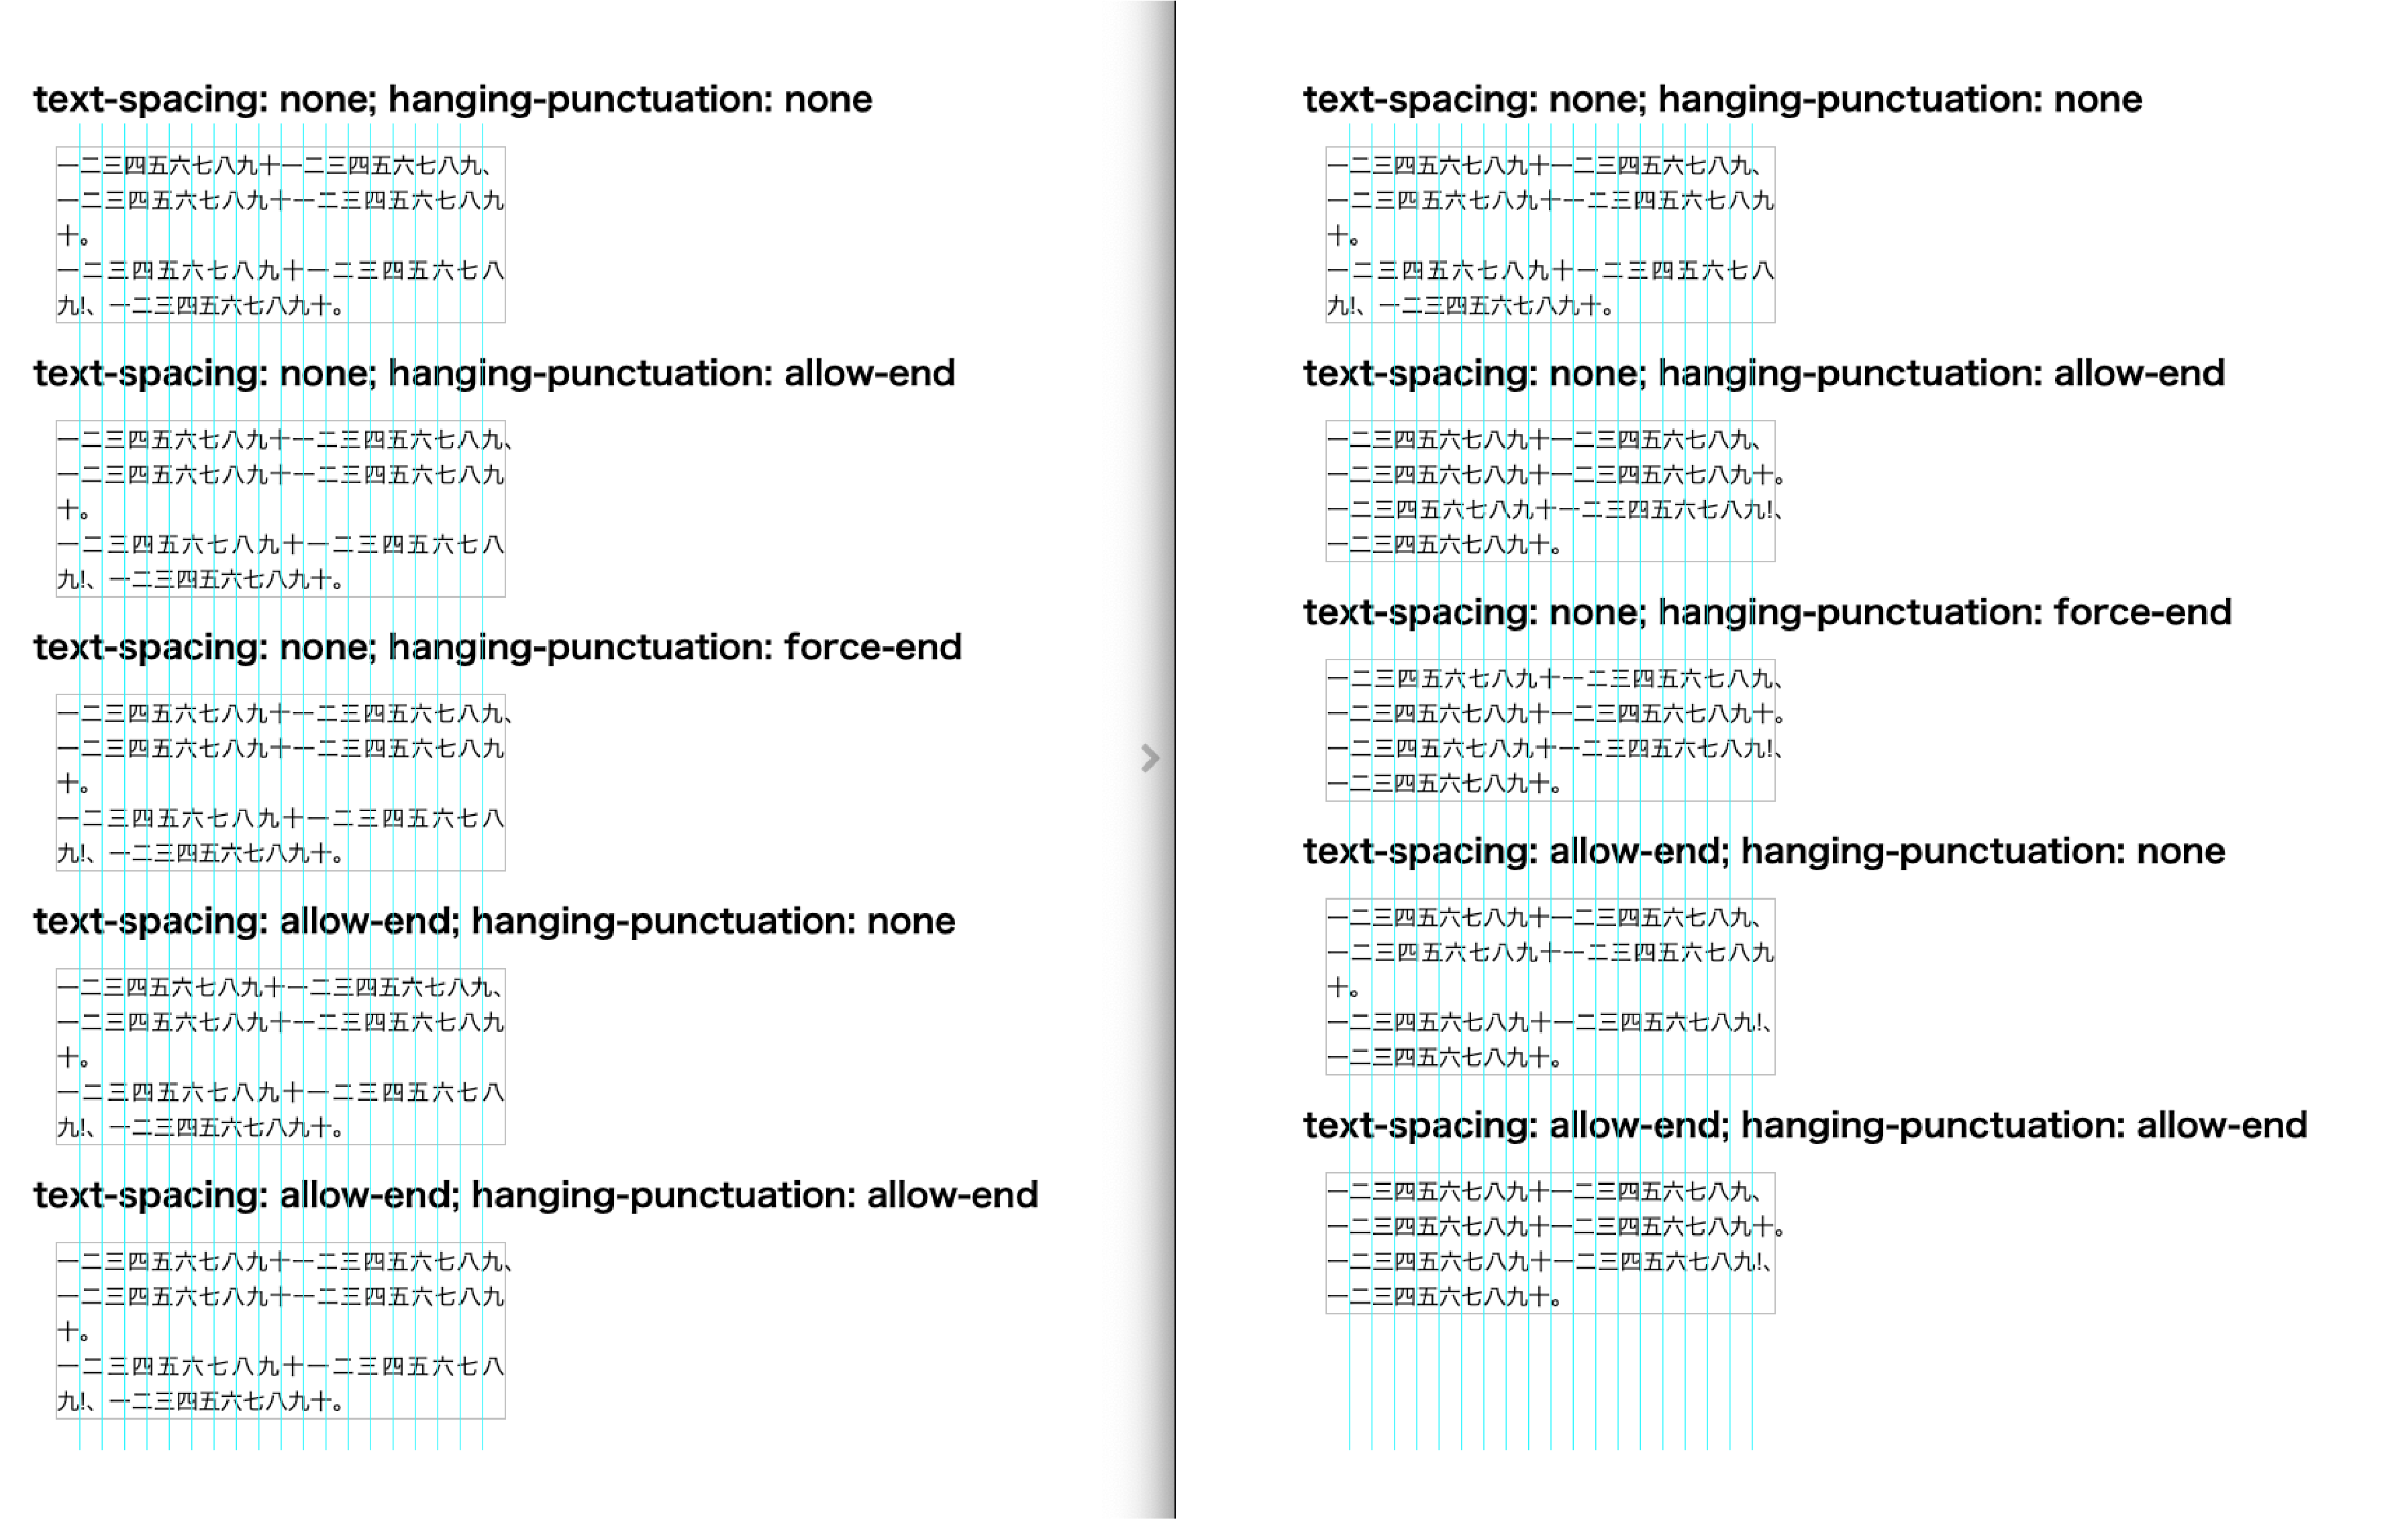 text-spacing: none; hanging-punctuation: none
一二三四五六七八九十一二三四五六七八九、
一二三四五六七八九十一二三四五六七八九
十。
一二三四五六七八九十一二三四五六七八
九!、一二三四五六七八九十。
text-spacing: none; hanging-punctuation: allow-end
一二三四五六七八九十一二三四五六七八九、
一二三四五六七八九十一二三四五六七八九
十。
一二三四五六七八九十一二三四五六七八
九!、一二三四五六七八九十。
text-spacing: none; hanging-punctuation: force-end
一二三四五六七八九十一二三四五六七八九、
一二三四五六七八九十一二三四五六七八九
十。
一二三四五六七八九十一二三四五六七八
九!、一二三四五六七八九十。
text-spacing: allow-end; hanging-punctuation: none
一二三四五六七八九十一二三四五六七八九、
一二三四五六七八九十一二三四五六七八九
十。
一二三四五六七八九十一二三四五六七八
九!、一二三四五六七八九十。
text-spacing: allow-end; hanging-punctuation: allow-end
一二三四五六七八九十一二三四五六七八九、
一二三四五六七八九十一二三四五六七八九
十。
一二三四五六七八九十一二三四五六七八
九!、一二三四五六七八九十。
text-spacing: none; hanging-punctuation: none
一二三四五六七八九十一二三四五六七八九、
一二三四五六七八九十一二三四五六七八九
十。
一二三四五六七八九十一二三四五六七八
九!、一二三四五六七八九十。
text-spacing: none; hanging-punctuation: allow-end
一二三四五六七八九十一二三四五六七八九、
一二三四五六七八九十一二三四五六七八九十。
一二三四五六七八九十一二三四五六七八九!、
一二三四五六七八九十。
text-spacing: none; hanging-punctuation: force-end
一二三四五六七八九十一二三四五六七八九、
一二三四五六七八九十一二三四五六七八九十。
一二三四五六七八九十一二三四五六七八九!、
一二三四五六七八九十。
text-spacing: allow-end; hanging-punctuation: none
一二三四五六七八九十一二三四五六七八九、
一二三四五六七八九十一二三四五六七八九
十。
一二三四五六七八九十一二三四五六七八九!、
一二三四五六七八九十。
text-spacing: allow-end; hanging-punctuation: allow-end
一二三四五六七八九十一二三四五六七八九、
一二三四五六七八九十一二三四五六七八九十。
一二三四五六七八九十一二三四五六七八九!、
一二三四五六七八九十。